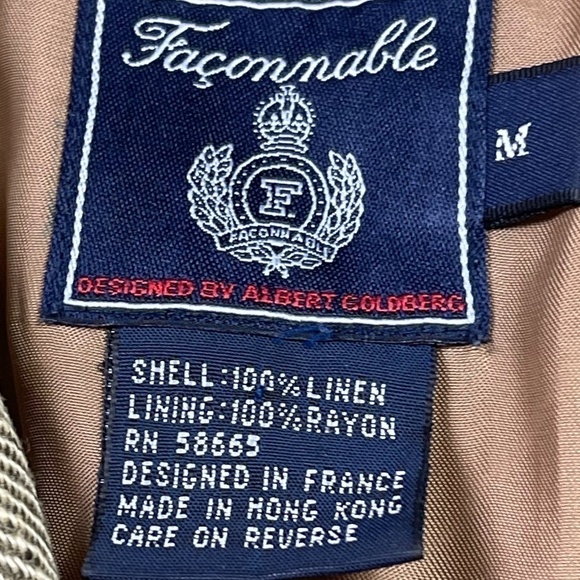 Façonnable
M
F
FAÇONNABLE
DESIGNED BY ALBERT GOLDBERG
SHELL:100% LINEN
LINING:100% RAYON
RN 58665
DESIGNED IN FRANCE
MADE IN HONG KONG
CARE ON REVERSE